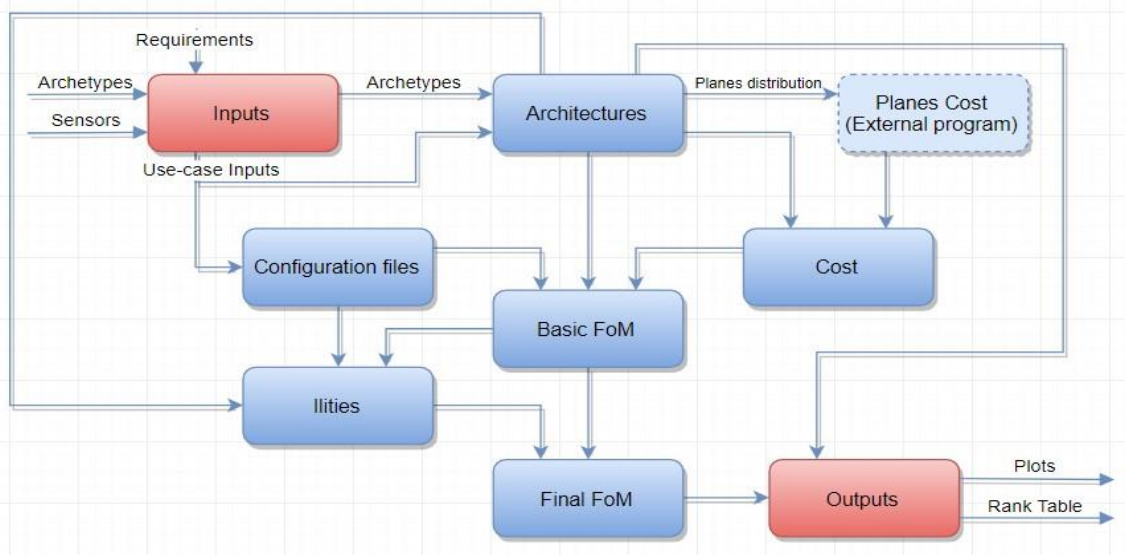 Requirements
Archetypes
Sensors
Inputs
Archetypes
Use-case Inputs
Architectures
Planes distribution
Planes Cost
(External program)
Configuration files
Cost
Basic FoM
Ilities
Final FoM
Outputs
Plots
Rank Table